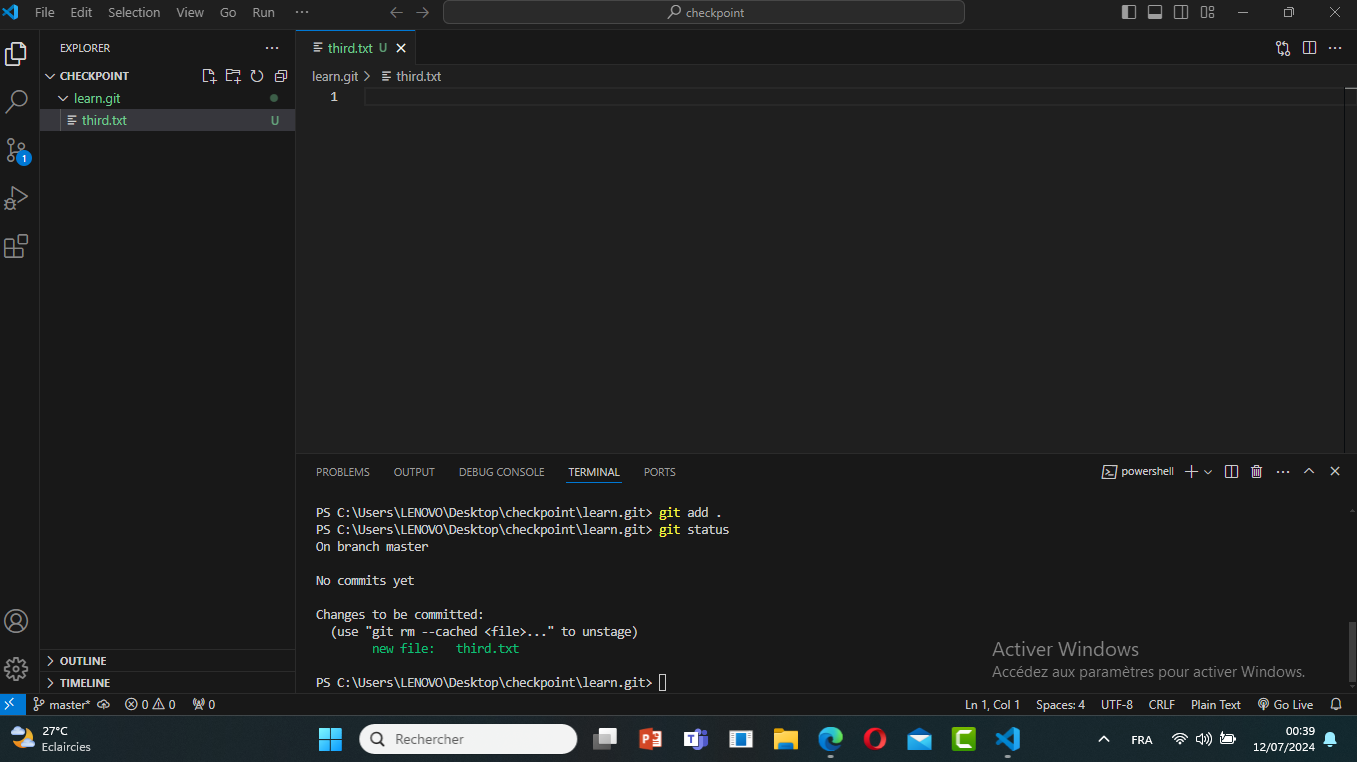 File Edit Selection View Go Run ··· checkpoint
EXPLORER ···
CHECKPOINT
learn.git
third.txt U
OUTLINE
TIMELINE
third.txt U
learn.git > third.txt
1
PROBLEMS OUTPUT DEBUG CONSOLE TERMINAL PORTS powershell
PS C:\Users\LENOVO\Desktop\checkpoint\learn.git> git add .
PS C:\Users\LENOVO\Desktop\checkpoint\learn.git> git status
On branch master
No commits yet
Changes to be committed:
(use "git rm --cached <file>..." to unstage)
new file: third.txt
PS C:\Users\LENOVO\Desktop\checkpoint\learn.git>
Activer Windows
Accédez aux paramètres pour activer Windows.
1
master* 0 0 0 Ln 1, Col 1 Spaces: 4 UTF-8 CRLF Plain Text Go Live
27°C
Eclaircies
Rechercher
FRA
00:39
12/07/2024